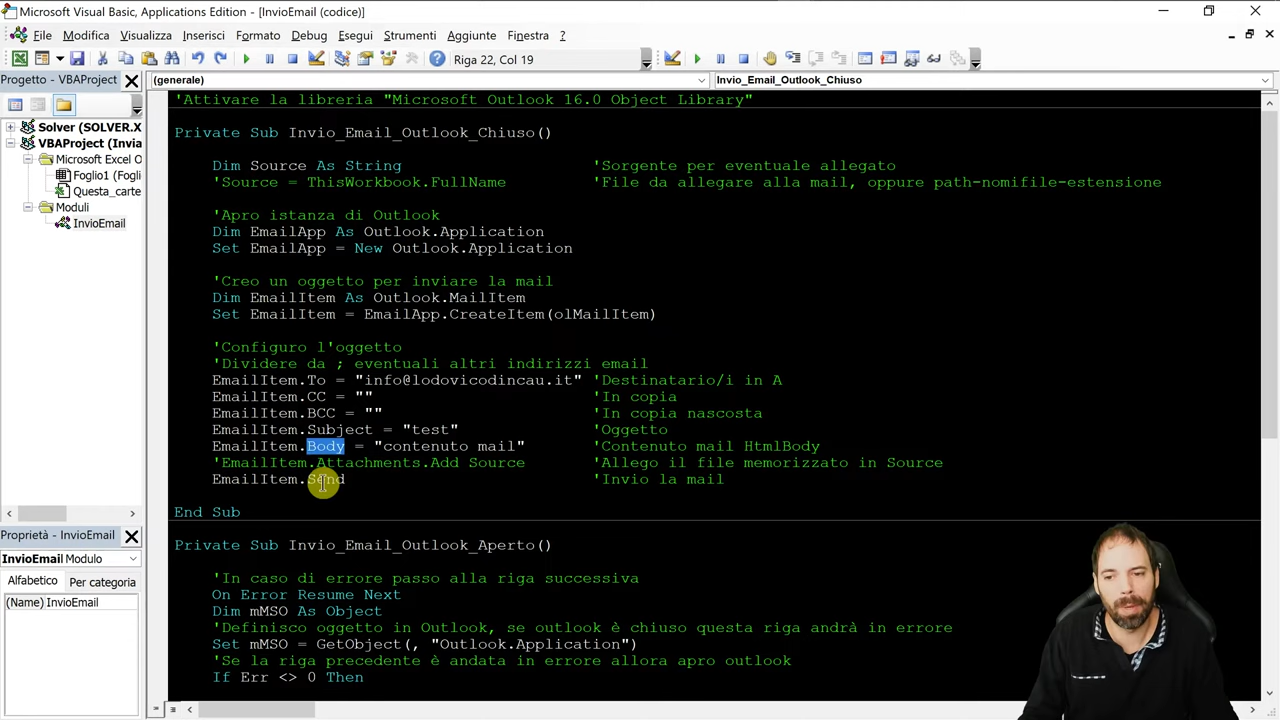 Microsoft Visual Basic, Applications Edition - [InvioEmail (codice)]
File Modifica Visualizza Inserisci Formato Debug Esegui Strumenti Aggiunte Finestra ?
Riga 22, Col 19
Progetto - VBAProject
(generale) Invio_Email_Outlook_Chiuso
Solver (SOLVER.X
VBAProject (Invia
Microsoft Excel O
Foglio1 (Fogli
Questa_carte
Moduli
InvioEmail
'Attivare la libreria "Microsoft Outlook 16.0 Object Library"
Private Sub Invio_Email_Outlook_Chiuso()
Dim Source As String 'Sorgente per eventuale allegato
'Source = ThisWorkbook.FullName 'File da allegare alla mail, oppure path-nomifile-estensione
'Apro istanza di Outlook
Dim EmailApp As Outlook.Application
Set EmailApp = New Outlook.Application
'Creo un oggetto per inviare la mail
Dim EmailItem As Outlook.MailItem
Set EmailItem = EmailApp.CreateItem(olMailItem)
'Configuro l'oggetto
'Dividere da ; eventuali altri indirizzi email
EmailItem.To = "info@lodovicodincau.it" 'Destinatario/i in A
EmailItem.CC = "" 'In copia
EmailItem.BCC = "" 'In copia nascosta
EmailItem.Subject = "test" 'Oggetto
EmailItem.Body = "contenuto mail" 'Contenuto mail HtmlBody
'EmailItem.Attachments.Add Source 'Allego il file memorizzato in Source
EmailItem.Send 'Invio la mail
End Sub
Private Sub Invio_Email_Outlook_Aperto()
'In caso di errore passo alla riga successiva
On Error Resume Next
Dim mMSO As Object
'Definisco oggetto in Outlook, se outlook è chiuso questa riga andrà in errore
Set mMSO = GetObject(, "Outlook.Application")
'Se la riga precedente è andata in errore allora apro outlook
If Err <> 0 Then
Proprietà - InvioEmail
InvioEmail Modulo
Alfabetico Per categoria
(Name) InvioEmail